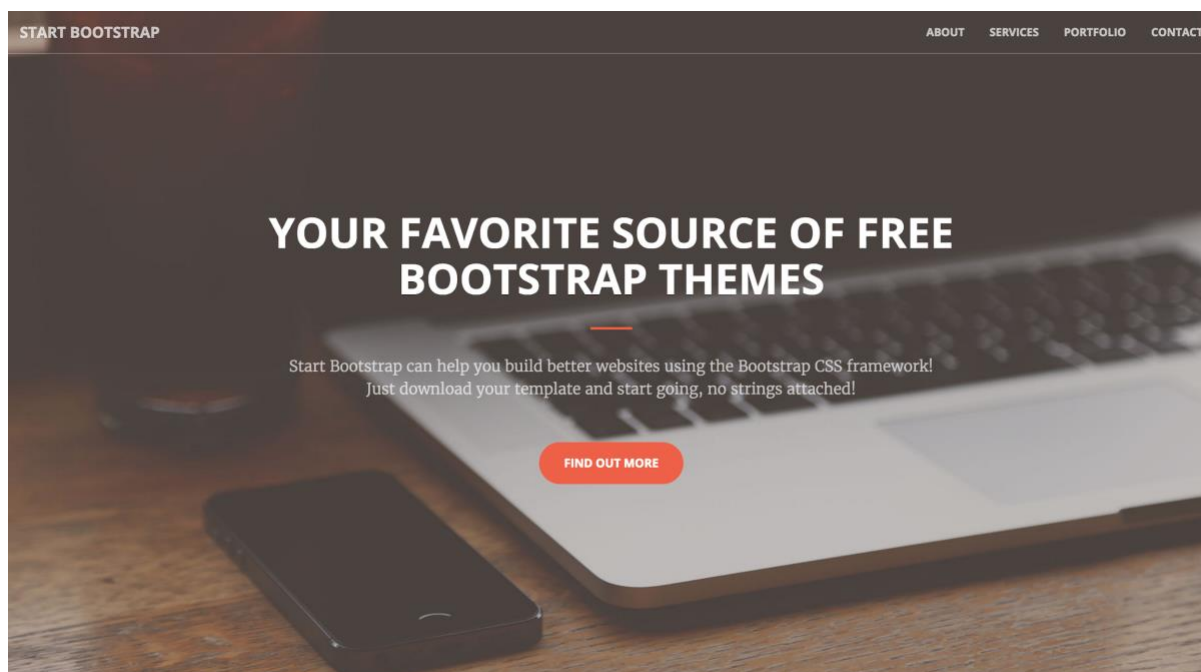 START BOOTSTRAP
ABOUT SERVICES PORTFOLIO CONTACT
YOUR FAVORITE SOURCE OF FREE
BOOTSTRAP THEMES
Start Bootstrap can help you build better websites using the Bootstrap CSS framework!
Just download your template and start going, no strings attached!
FIND OUT MORE